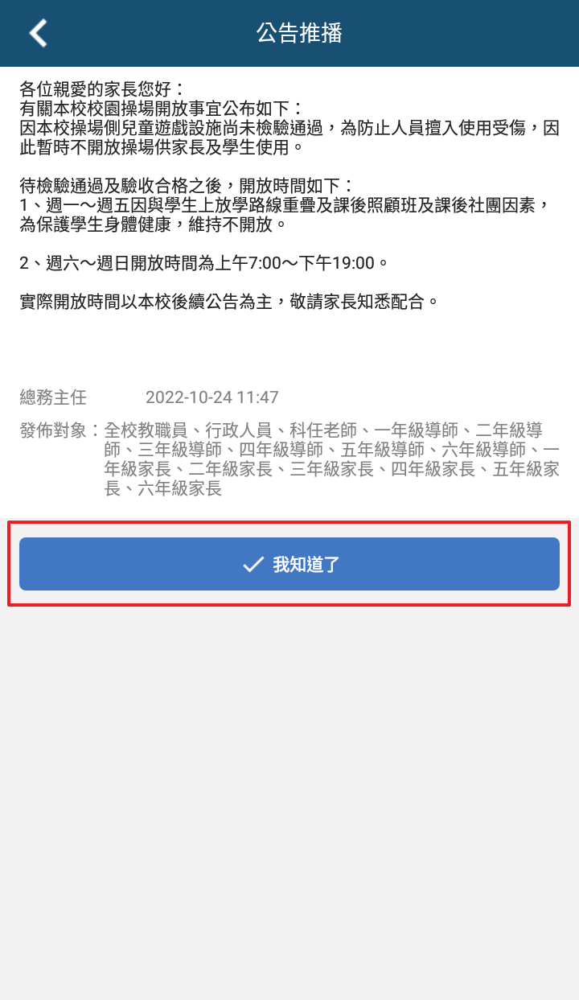 公告推播
各位親愛的家長您好：
有關本校校園操場開放事宜公布如下：
因本校操場側兒童遊戲設施尚未檢驗通過，為防止人員擅入使用受傷，因
此暫時不開放操場供家長及學生使用。
待檢驗通過及驗收合格之後，開放時間如下：
1、週一～週五因與學生上放學路線重疊及課後照顧班及課後社團因素，
為保護學生身體健康，維持不開放。
2、週六～週日開放時間為上午7:00～下午19:00。
實際開放時間以本校後續公告為主，敬請家長知悉配合。
總務主任 2022-10-24 11:47
發佈對象：全校教職員、行政人員、科任老師、一年級導師、二年級導
師、三年級導師、四年級導師、五年級導師、六年級導師、一
年級家長、二年級家長、三年級家長、四年級家長、五年級家
長、六年級家長
我知道了